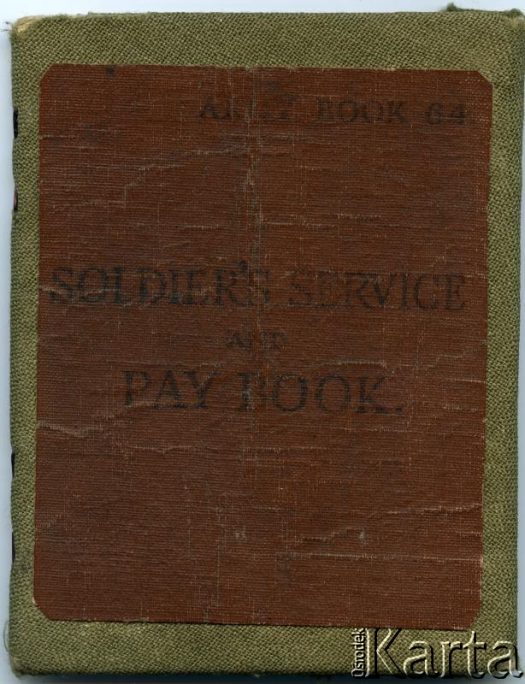 ARMY BOOK 64
SOLDIER'S SERVICE
AND
PAY BOOK.
Ośrodek
Karta